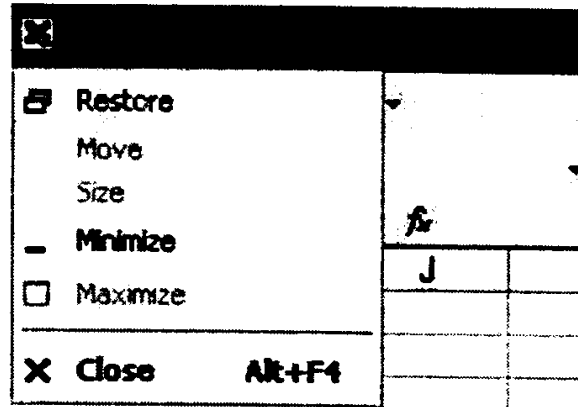 Restore
Move
Size
Minimize
Maximize
Close Alt+F4
fx
J